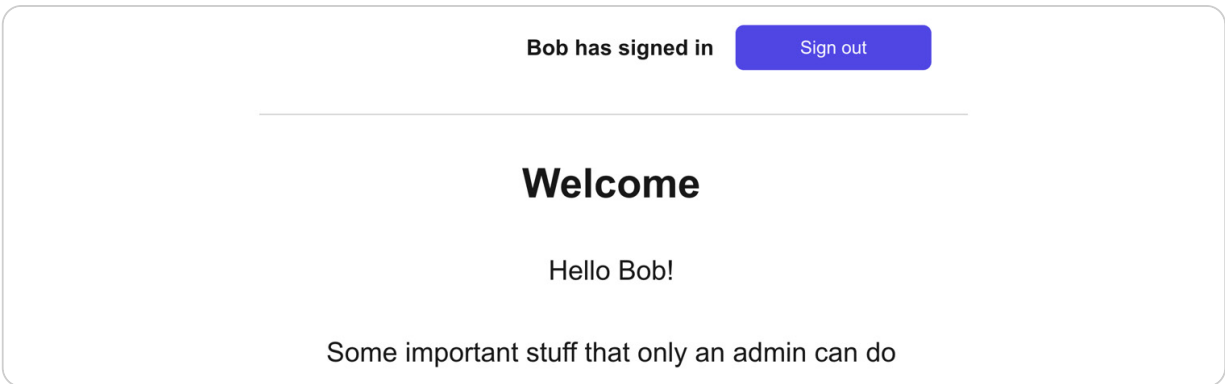 Bob has signed in Sign out
Welcome
Hello Bob!
Some important stuff that only an admin can do